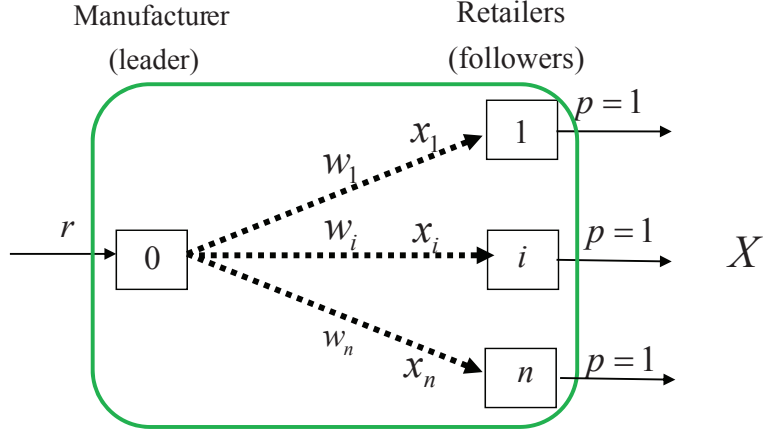 Manufacturer
(leader)
Retailers
(followers)
r
0
w₁
x₁
1
p = 1
wᵢ
xᵢ
i
p = 1
X
wₙ
xₙ
n
p = 1